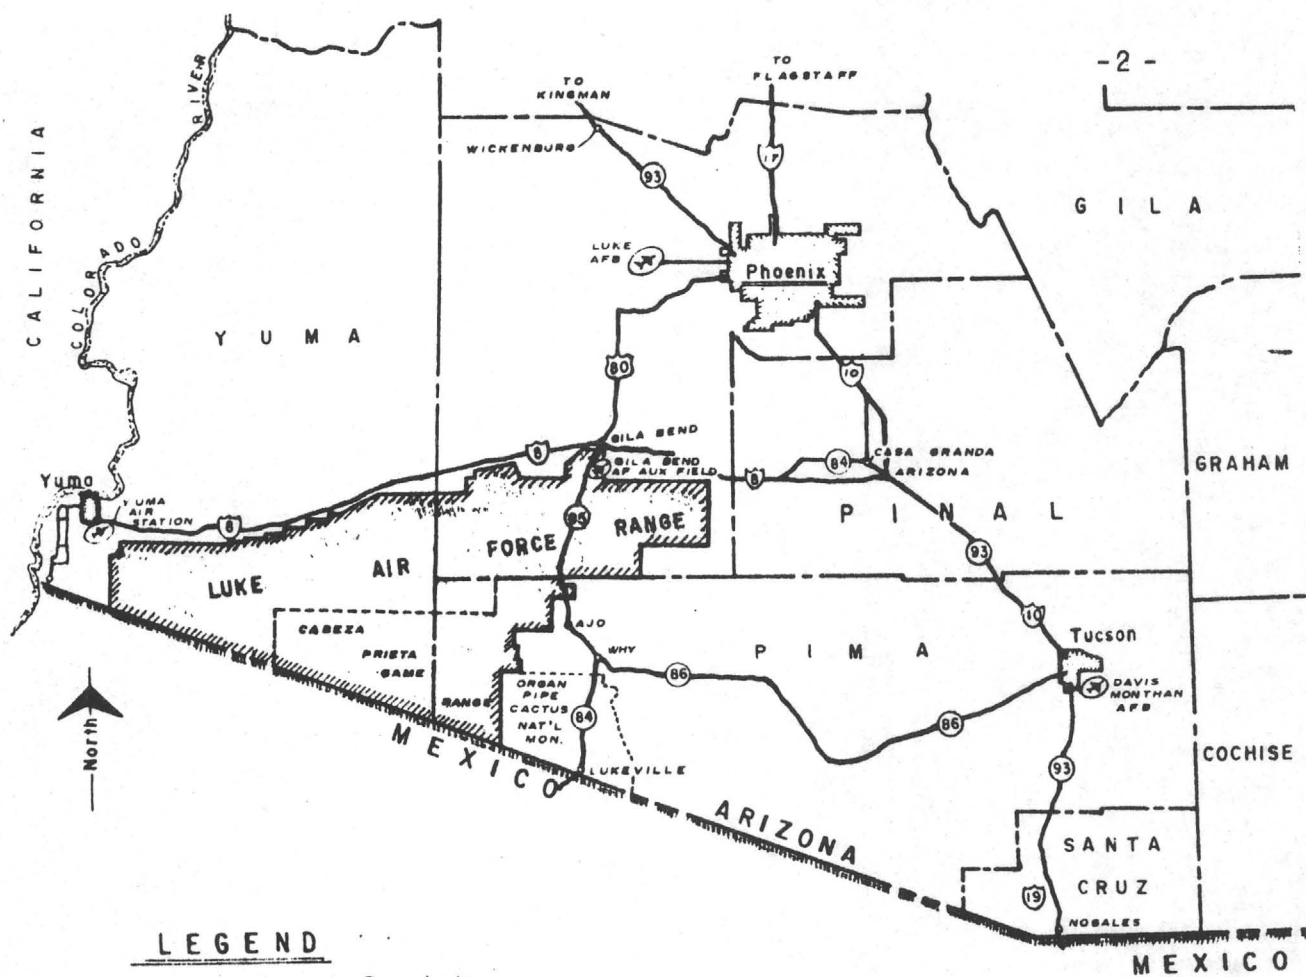 - 2 -
TO
KINGMAN
TO
FLAGSTAFF
RIVER
CALIFORNIA
WICKENBURG
17
93
GILA
COLORADO
LUKE
AFB
Phoenix
YUMA
80
10
GILA BEND
8
84
CASA GRANDA
GILA BEND
AF AUX FIELD
8
ARIZONA
GRAHAM
Yuma
YUMA
AIR
STATION
8
85
RANGE
PINAL
FORCE
AIR
93
LUKE
10
CABEZA
AJO
Tucson
PRIETA
GAME
WHY
PIMA
86
RANGE
ORGAN
PIPE
CACTUS
NAT'L
MON.
84
86
DAVIS
MONTHAN
AFB
North
MEXICO
LUKEVILLE
93
COCHISE
ARIZONA
SANTA
CRUZ
19
NOGALES
LEGEND
MEXICO